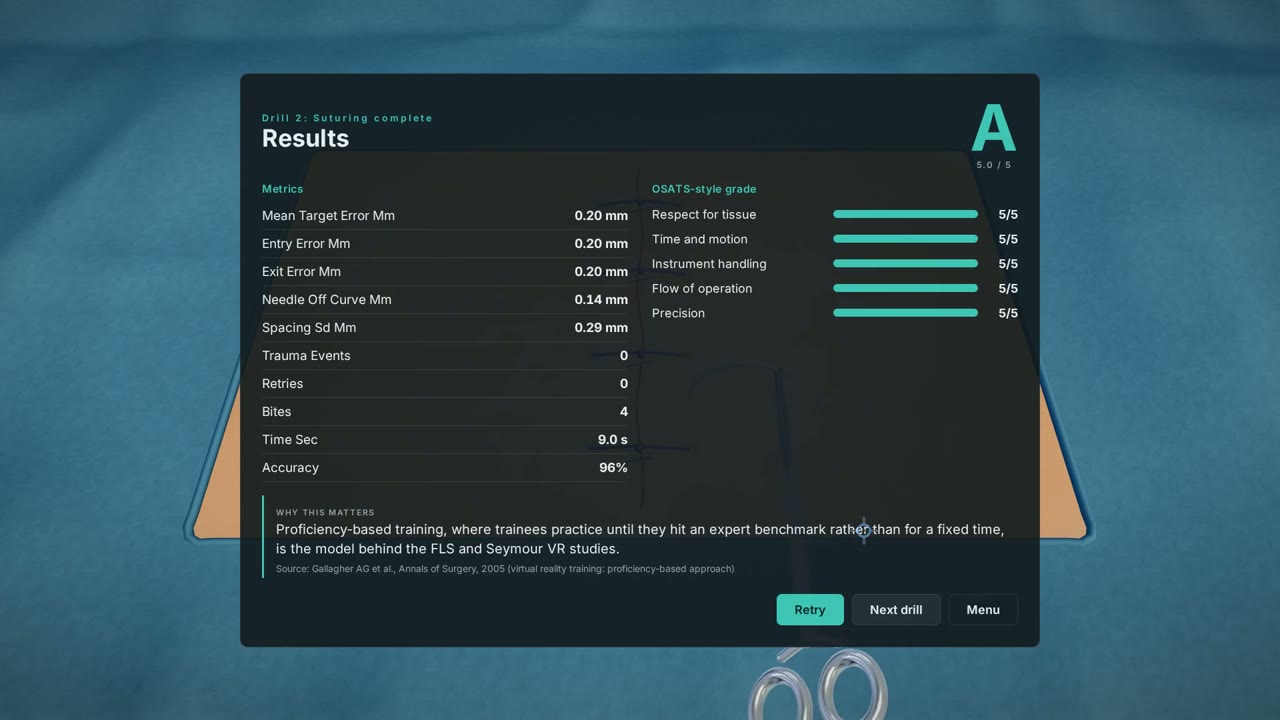 Drill 2: Suturing complete
Results
A
5.0 / 5
Metrics
Mean Target Error Mm 0.20 mm
Entry Error Mm 0.20 mm
Exit Error Mm 0.20 mm
Needle Off Curve Mm 0.14 mm
Spacing Sd Mm 0.29 mm
Trauma Events 0
Retries 0
Bites 4
Time Sec 9.0 s
Accuracy 96%
OSATS-style grade
Respect for tissue 5/5
Time and motion 5/5
Instrument handling 5/5
Flow of operation 5/5
Precision 5/5
WHY THIS MATTERS
Proficiency-based training, where trainees practice until they hit an expert benchmark rather than for a fixed time,
is the model behind the FLS and Seymour VR studies.
Source: Gallagher AG et al., Annals of Surgery, 2005 (virtual reality training: proficiency-based approach)
Retry Next drill Menu